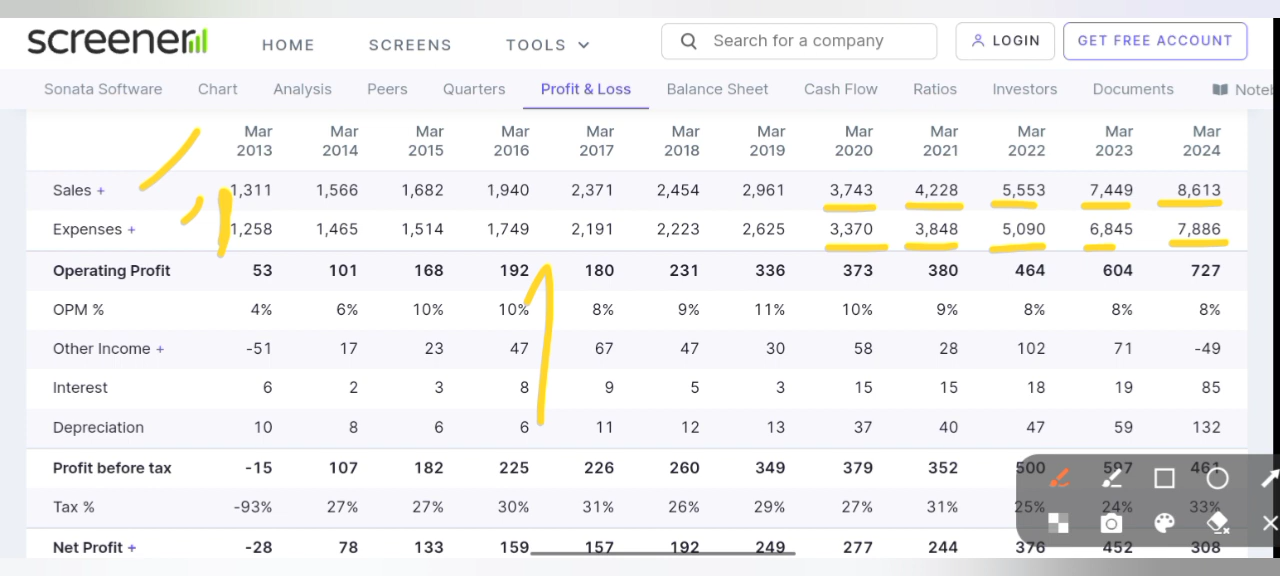 screener
HOME SCREENS TOOLS Search for a company LOGIN GET FREE ACCOUNT
Sonata Software Chart Analysis Peers Quarters Profit & Loss Balance Sheet Cash Flow Ratios Investors Documents Noteb
Mar 2013 Mar 2014 Mar 2015 Mar 2016 Mar 2017 Mar 2018 Mar 2019 Mar 2020 Mar 2021 Mar 2022 Mar 2023 Mar 2024
Sales + 1,311 1,566 1,682 1,940 2,371 2,454 2,961 3,743 4,228 5,553 7,449 8,613
Expenses + 1,258 1,465 1,514 1,749 2,191 2,223 2,625 3,370 3,848 5,090 6,845 7,886
Operating Profit 53 101 168 192 180 231 336 373 380 464 604 727
OPM % 4% 6% 10% 10% 8% 9% 11% 10% 9% 8% 8% 8%
Other Income + -51 17 23 47 67 47 30 58 28 102 71 -49
Interest 6 2 3 8 9 5 3 15 15 18 19 85
Depreciation 10 8 6 6 11 12 13 37 40 47 59 132
Profit before tax -15 107 182 225 226 260 349 379 352 500 597 461
Tax % -93% 27% 27% 30% 31% 26% 29% 27% 31% 25% 24% 33%
Net Profit + -28 78 133 159 157 192 249 277 244 376 452 308